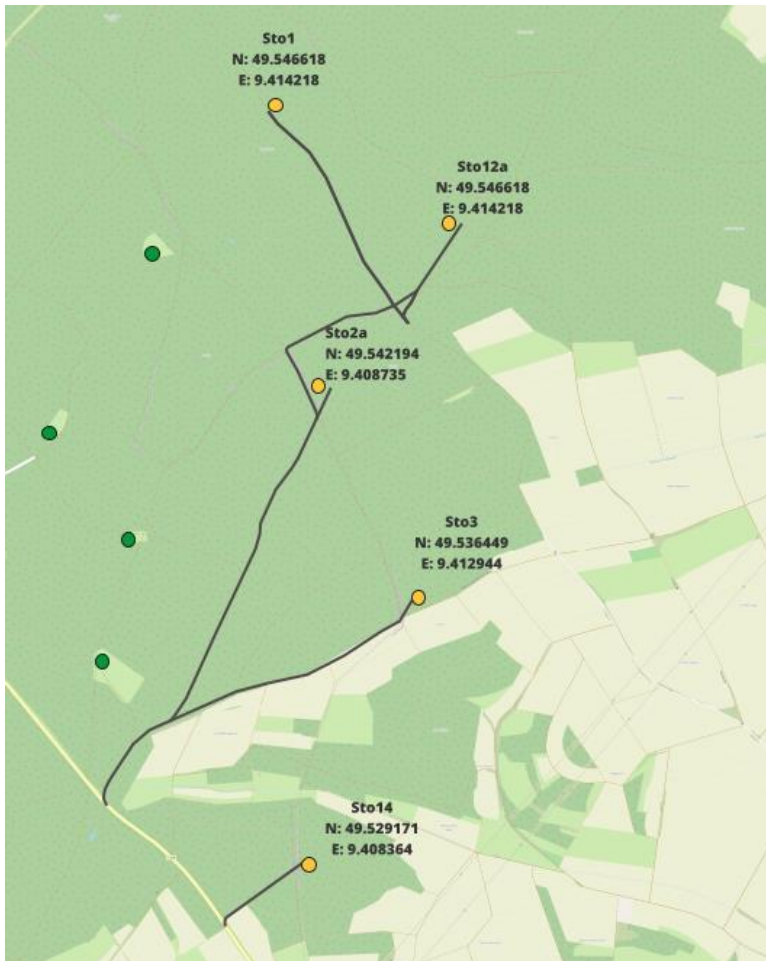 Sto1
N: 49.546618
E: 9.414218
Sto12a
N: 49.546618
E: 9.414218
Sto2a
N: 49.542194
E: 9.408735
Sto3
N: 49.536449
E: 9.412944
Sto14
N: 49.529171
E: 9.408364